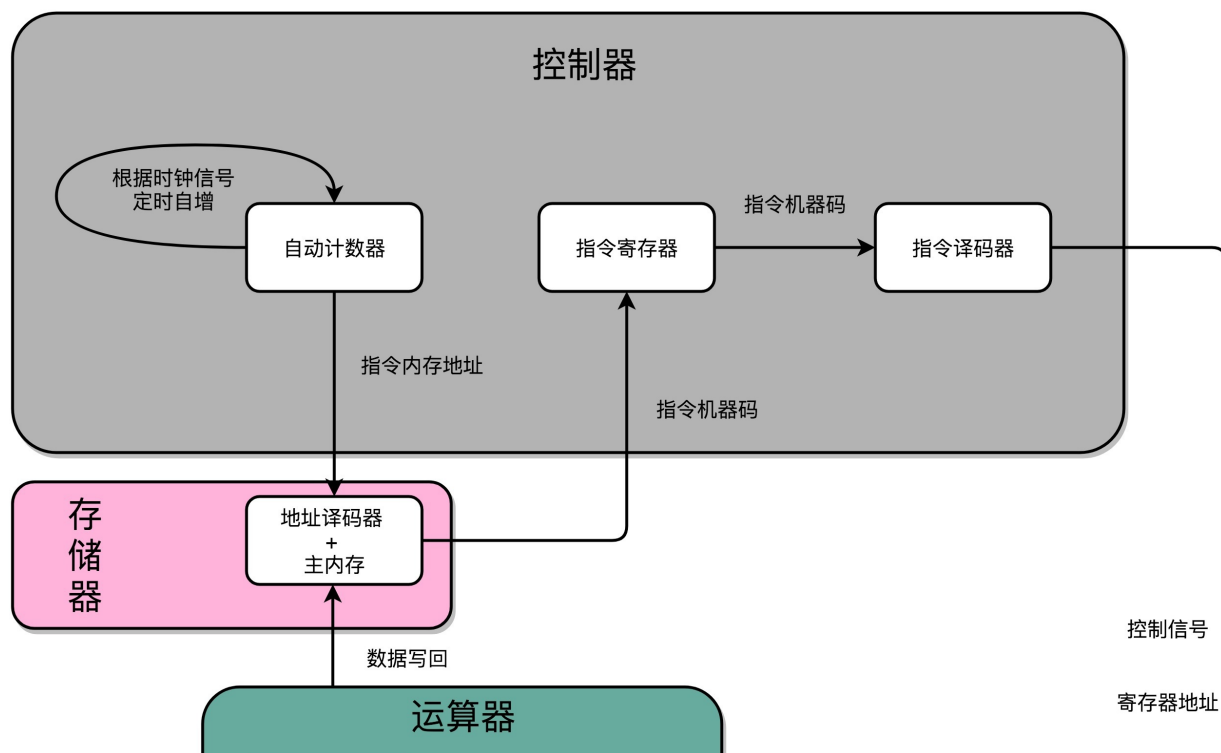 控制器
根据时钟信号
定时自增
自动计数器
指令寄存器
指令机器码
指令译码器
指令内存地址
指令机器码
存
储
器
地址译码器
+
主内存
数据写回
运算器
控制信号
寄存器地址